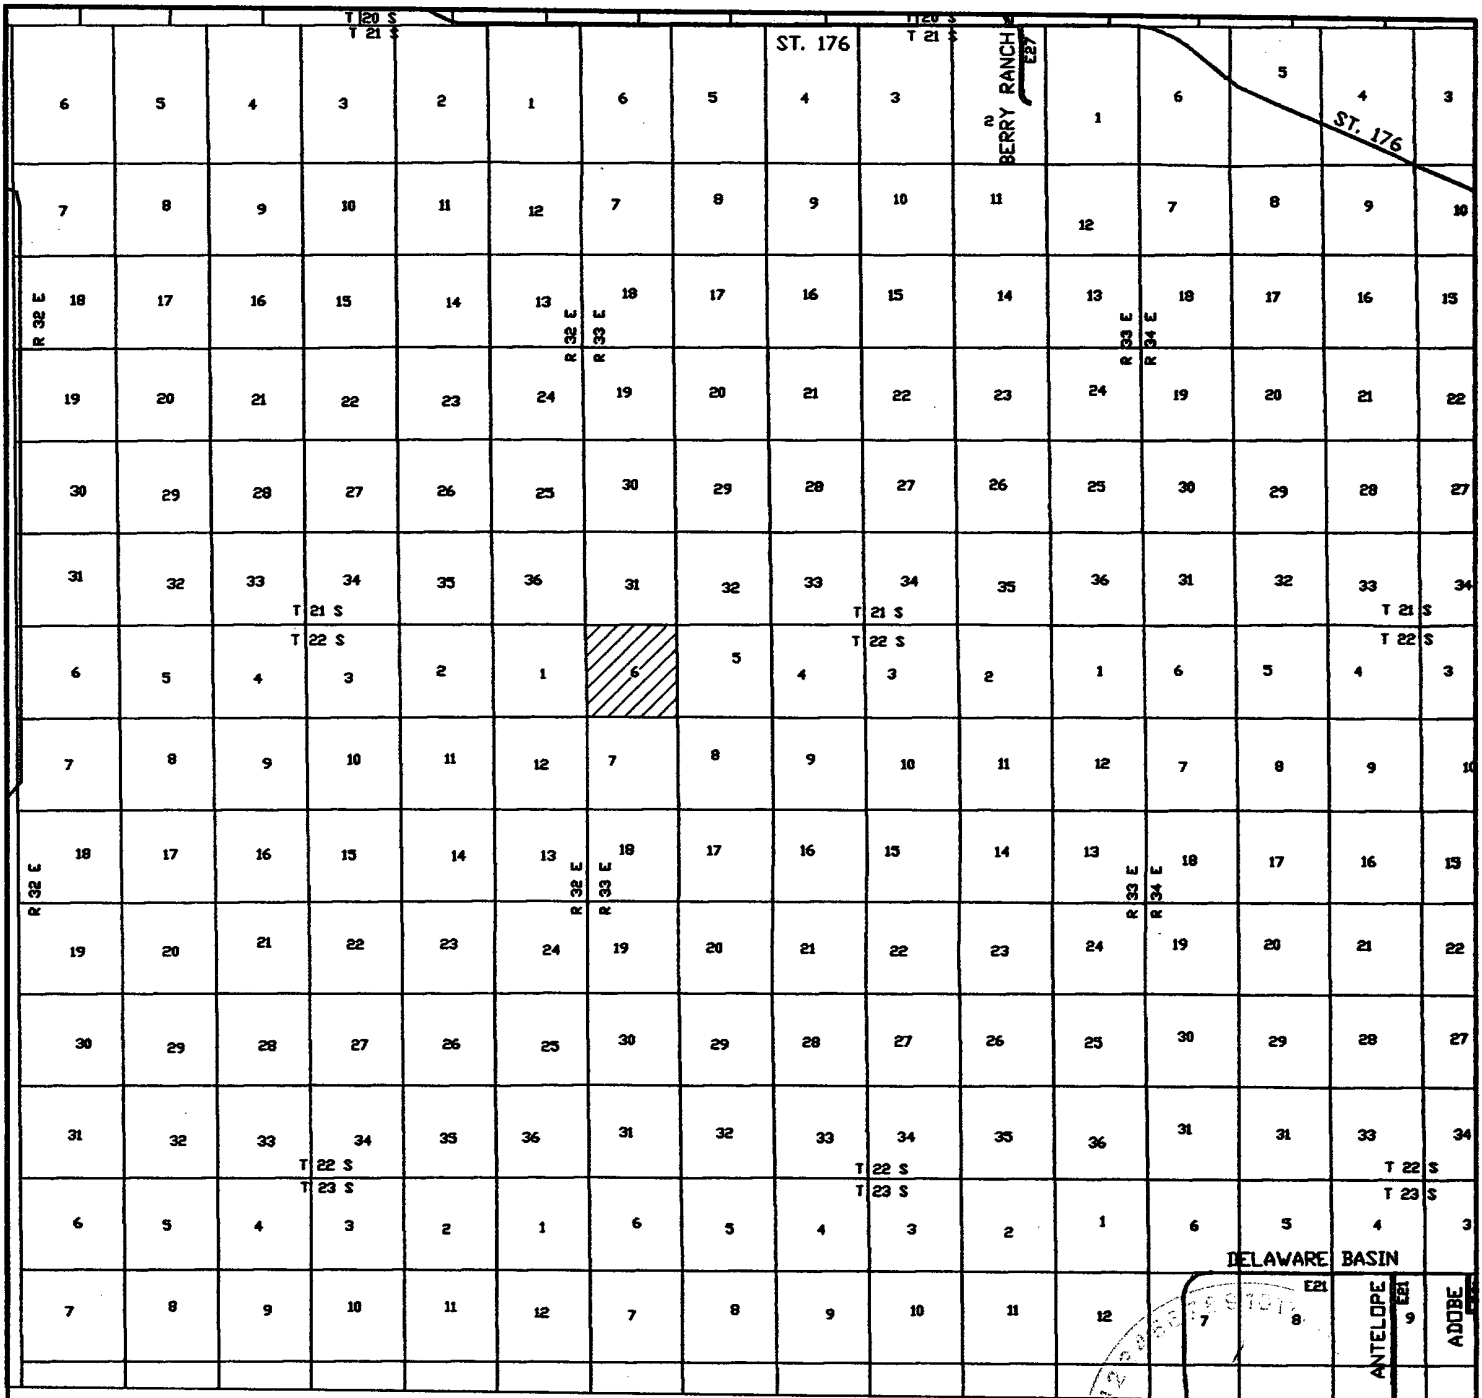 T 20 S T 20 S
T 21 S T 21 S
ST. 176
BERRY RANCH
E27
6 5 4 3 2 1 6 5 4 3 2 1 6 5 4 3
ST. 176
7 8 9 10 11 12 7 8 9 10 11 12 7 8 9 10
18 17 16 15 14 13 18 17 16 15 14 13 18 17 16 15
R 32 E R 32 E R 33 E R 33 E R 34 E
19 20 21 22 23 24 19 20 21 22 23 24 19 20 21 22
30 29 28 27 26 25 30 29 28 27 26 25 30 29 28 27
31 32 33 34 35 36 31 32 33 34 35 36 31 32 33 34
T 21 S T 21 S T 21 S
T 22 S T 22 S T 22 S
6 5 4 3 2 1 6 5 4 3 2 1 6 5 4 3
7 8 9 10 11 12 7 8 9 10 11 12 7 8 9 10
18 17 16 15 14 13 18 17 16 15 14 13 18 17 16 15
R 32 E R 32 E R 33 E R 33 E R 34 E
19 20 21 22 23 24 19 20 21 22 23 24 19 20 21 22
30 29 28 27 26 25 30 29 28 27 26 25 30 29 28 27
31 32 33 34 35 36 31 32 33 34 35 36 31 31 33 34
T 22 S T 22 S T 22 S
T 23 S T 23 S T 23 S
6 5 4 3 2 1 6 5 4 3 2 1 6 5 4 3
DELAWARE BASIN
E21
7 8 9 10 11 12 7 8 9 10 11 12 7 8 9
ANTELOPE
E21
ADOBE